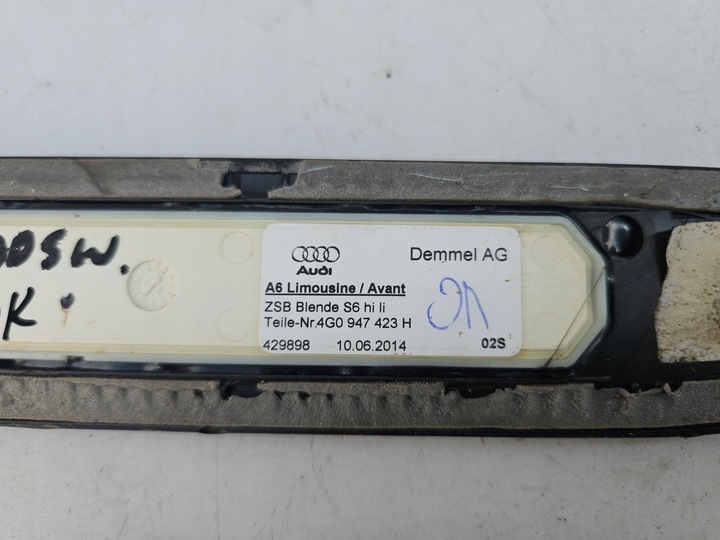 Audi
Demmel AG
A6 Limousine / Avant
ZSB Blende S6 hi li
Teile-Nr.4G0 947 423 H
429898 10.06.2014 02S